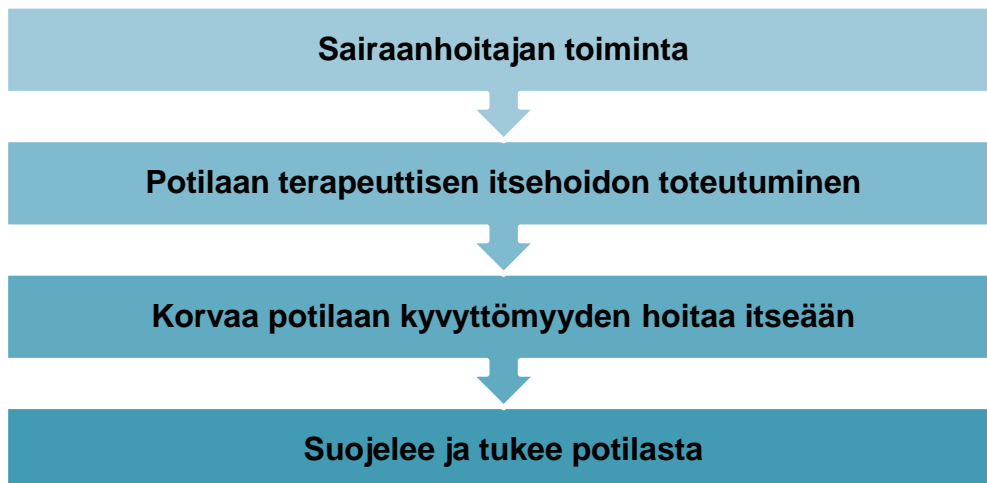 Sairaanhoitajan toiminta
Potilaan terapeuttisen itsehoidon toteutuminen
Korvaa potilaan kyvyttömyyden hoitaa itseään
Suojelee ja tukee potilasta